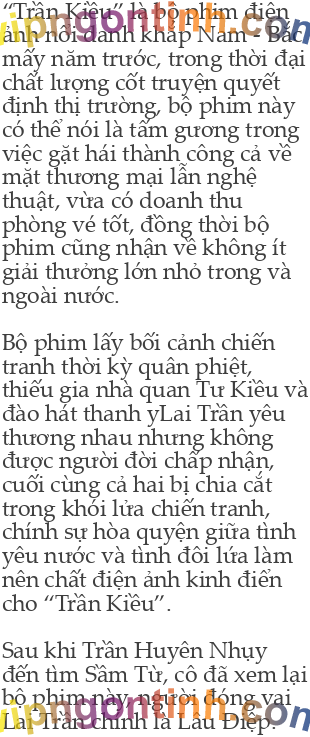 “Trần Kiều” là bộ phim điện
ảnh nổi danh khắp Nam - Bắc
mấy năm trước, trong thời đại
chất lượng cốt truyện quyết
định thị trường, bộ phim này
có thể nói là tấm gương trong
việc gặt hái thành công cả về
mặt thương mại lẫn nghệ
thuật, vừa có doanh thu
phòng vé tốt, đồng thời bộ
phim cũng nhận về không ít
giải thưởng lớn nhỏ trong và
ngoài nước.

Bộ phim lấy bối cảnh chiến
tranh thời kỳ quân phiệt,
thiếu gia nhà quan Tư Kiều và
đào hát thanh yLai Trần yêu
thương nhau nhưng không
được người đời chấp nhận,
cuối cùng cả hai bị chia cắt
trong khói lửa chiến tranh,
chính sự hòa quyện giữa tình
yêu nước và tình đôi lứa làm
nên chất điện ảnh kinh điển
cho “Trần Kiều”.

Sau khi Trần Huyên Nhụy
đến tìm Sầm Từ, cô đã xem lại
bộ phim này, người đóng vai
Lai Trần chính là Lâu Diệp.
vipngontinh.com
vipngontinh.com